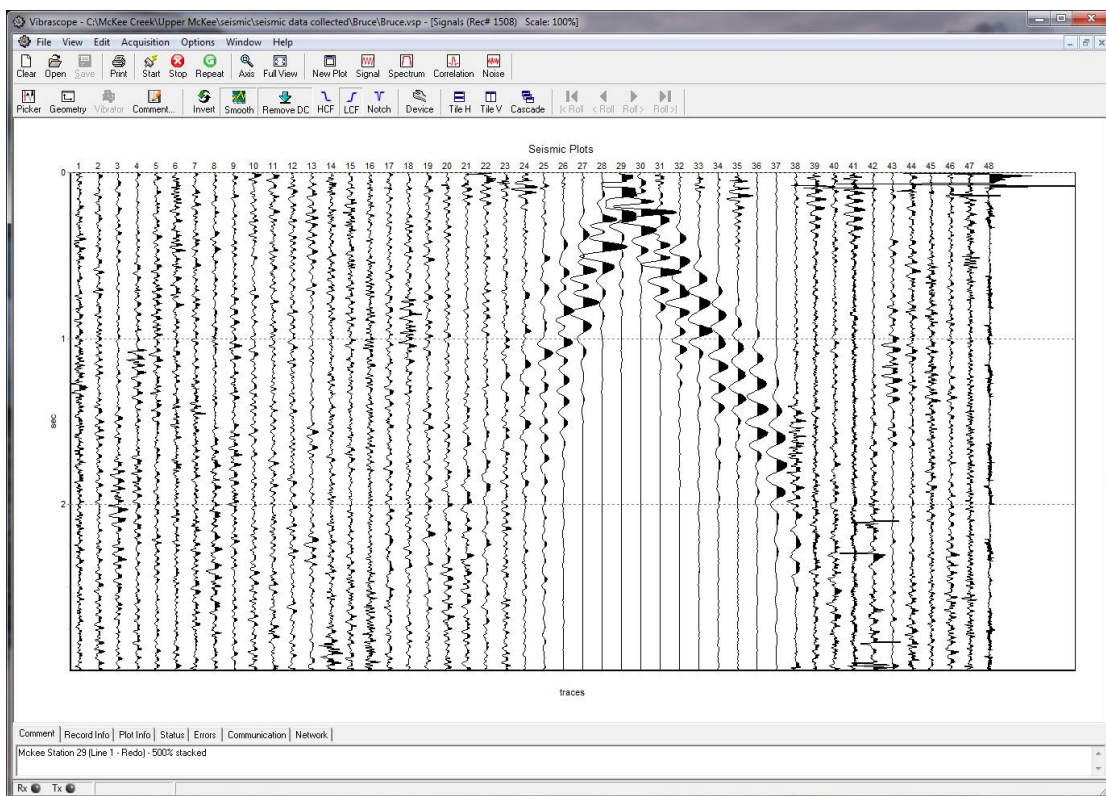 Vibrascope - C:\McKee Creek\Upper McKee\seismic\seismic data collected\Bruce\Bruce.vsp - [Signals (Rec# 1508) Scale: 100%]
File View Edit Acquisition Options Window Help
Clear Open Save Print Start Stop Repeat Axis Full View New Plot Signal Spectrum Correlation Noise
Picker Geometry Vibrator Comment... Invert Smooth Remove DC HCF LCF Notch Device Tile H Tile V Cascade |< Roll < Roll Roll > Roll >|
Seismic Plots
1 2 3 4 5 6 7 8 9 10 11 12 13 14 15 16 17 18 19 20 21 22 23 24 25 26 27 28 29 30 31 32 33 34 35 36 37 38 39 40 41 42 43 44 45 46 47 48
0
1
sec
2
traces
Comment Record Info Plot Info Status Errors Communication Network
Mckee Station 29 (Line 1 - Redo) - 500% stacked
Rx Tx